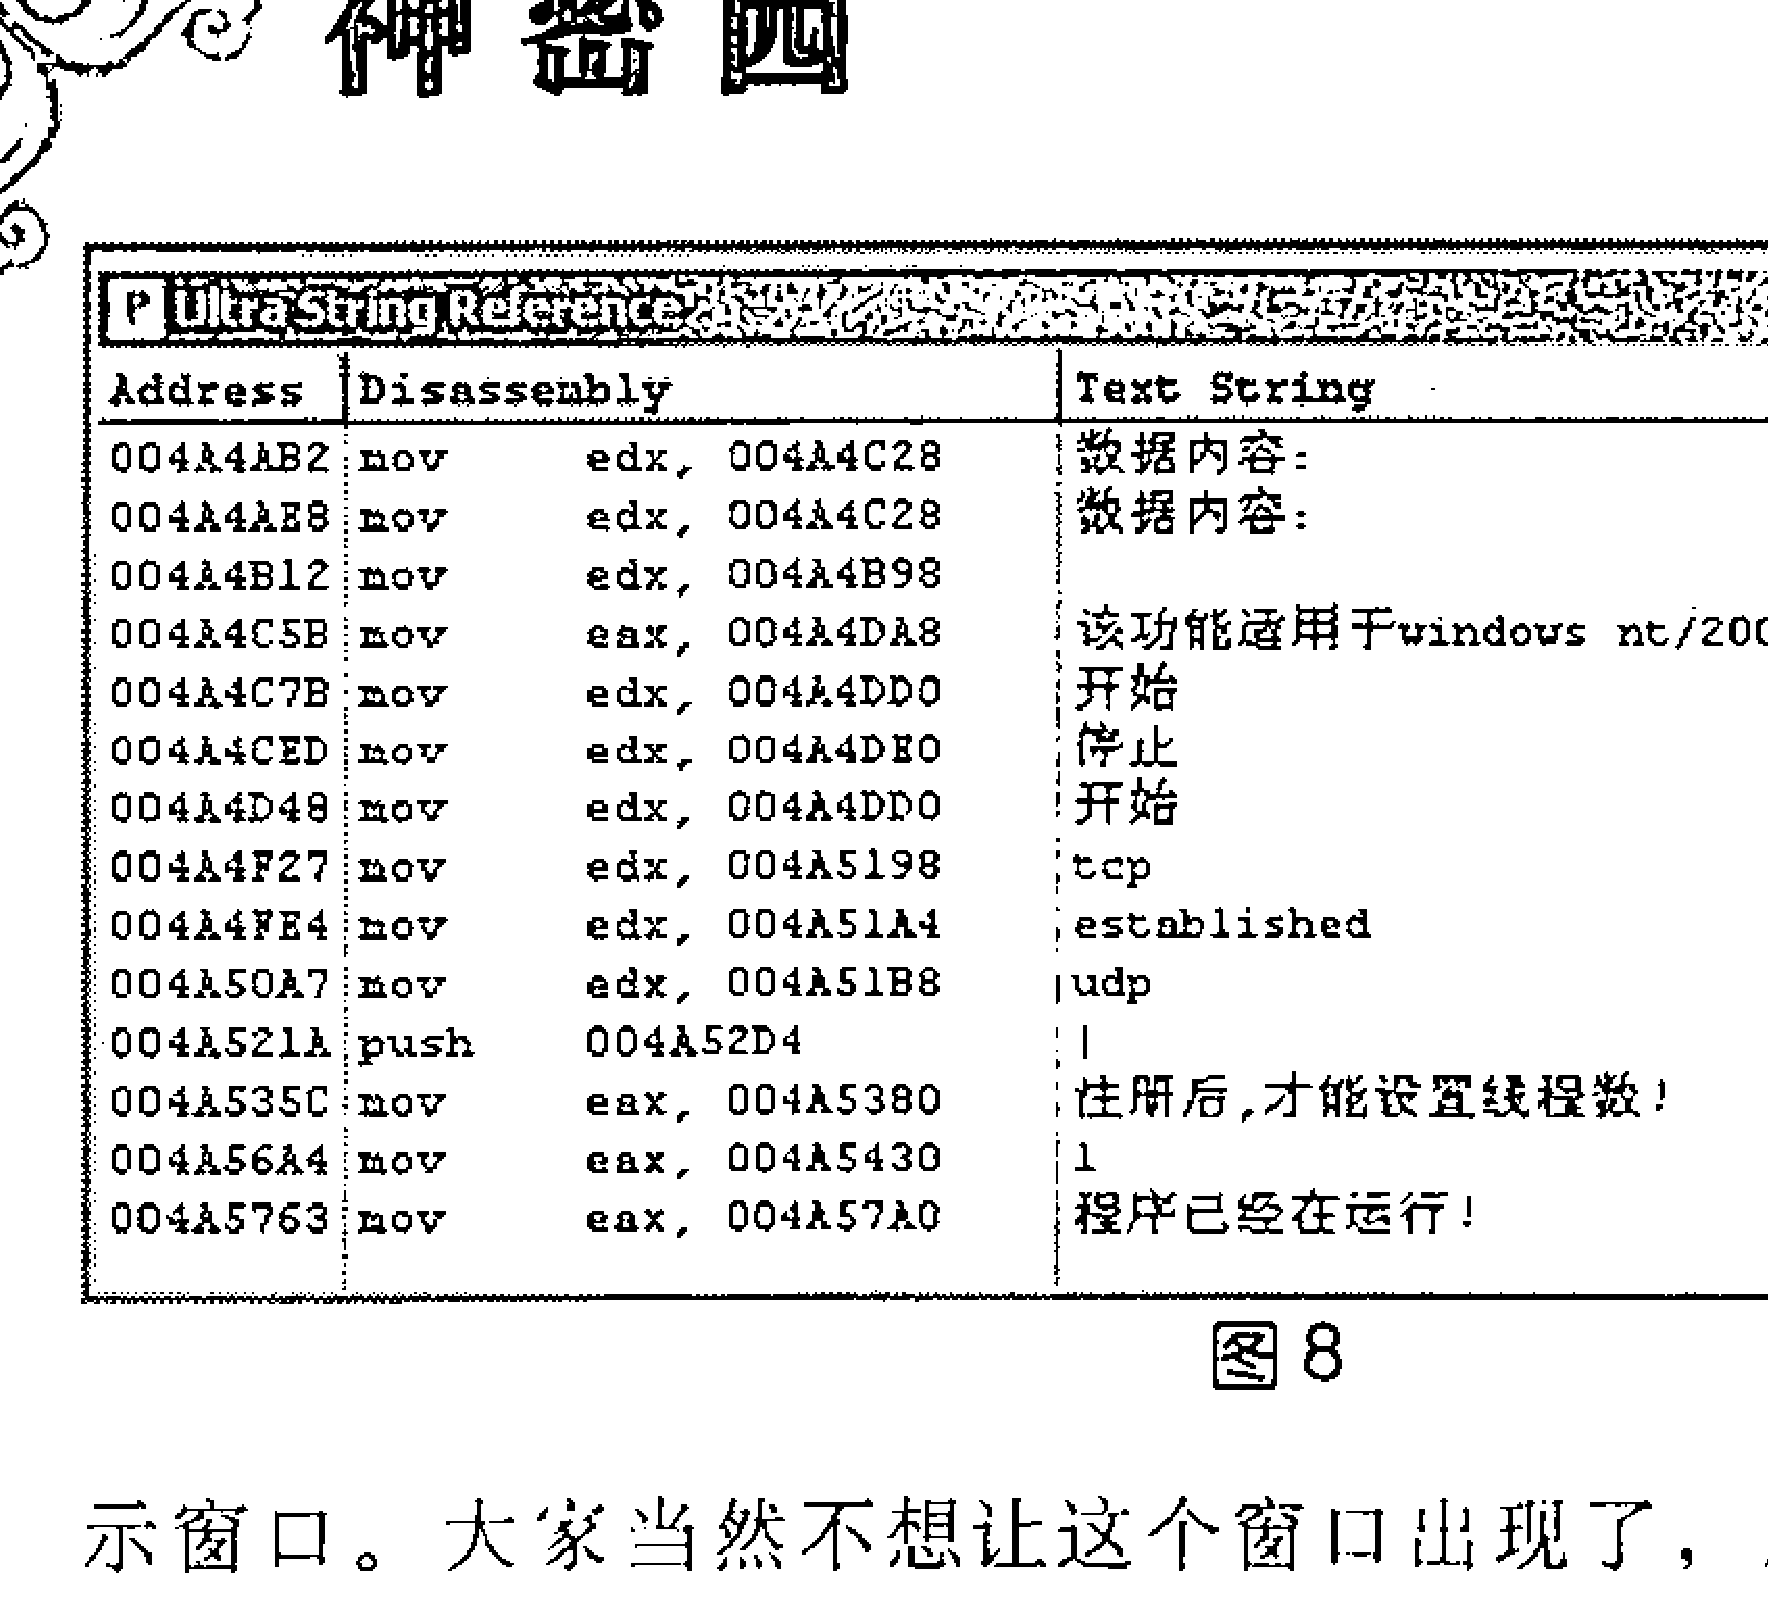 Ultra String Reference
Address Disassembly Text String
004A4AB2 mov edx, 004A4C28 数据内容:
004A4AE8 mov edx, 004A4C28 数据内容:
004A4B12 mov edx, 004A4B98
004A4C5B mov eax, 004A4DA8 该功能适用于windows nt/200
004A4C7B mov edx, 004A4DD0 开始
004A4CED mov edx, 004A4DE0 停止
004A4D48 mov edx, 004A4DD0 开始
004A4F27 mov edx, 004A5198 tcp
004A4FE4 mov edx, 004A51A4 established
004A50A7 mov edx, 004A51B8 udp
004A521A push 004A52D4 |
004A535C mov eax, 004A5380 注册后,才能设置线程数!
004A56A4 mov eax, 004A5430 1
004A5763 mov eax, 004A57A0 程序已经在运行!
图 8
示窗口。大家当然不想让这个窗口出现了，